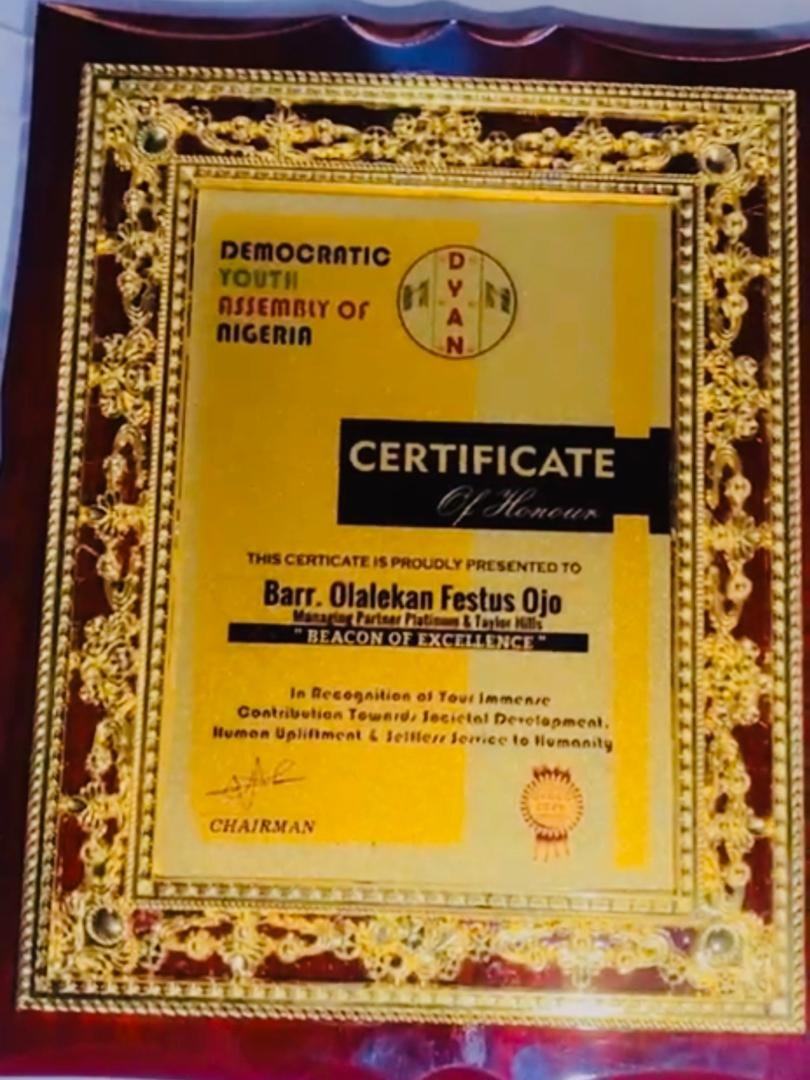 DEMOCRATIC
YOUTH
ASSEMBLY OF
NIGERIA
D
Y
A
N
CERTIFICATE
Of Honour
THIS CERTICATE IS PROUDLY PRESENTED TO
Barr. Olalekan Festus Ojo
Managing Partner Platinum & Taylor Hills
" BEACON OF EXCELLENCE "
In Recognition of Your Immense
Contribution Towards Societal Development,
Human Upliftment & Selfless Service to Humanity
CHAIRMAN